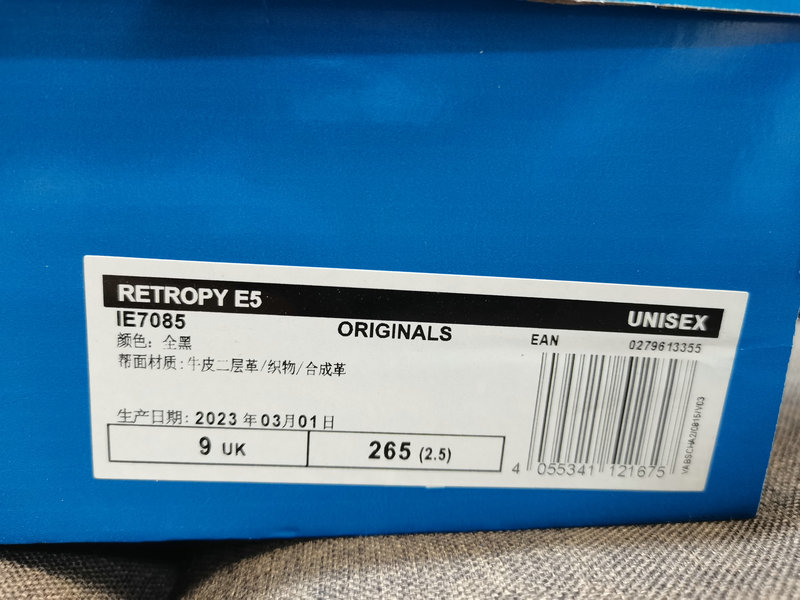 RETROPY E5
UNISEX
IE7085
ORIGINALS
EAN
0279613355
颜色: 全黑
帮面材质: 牛皮二层革/织物/合成革
生产日期: 2023 年 03月 01日
9 UK
265 (2.5)
4 055341 121675